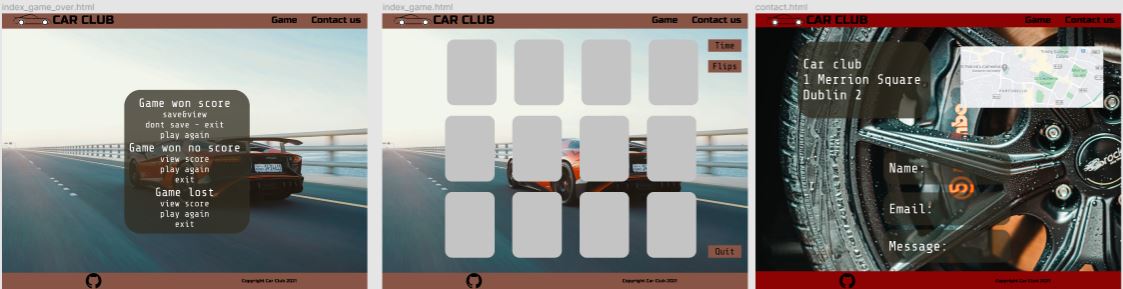 index_game_over.html
CAR CLUB
Game
Contact us
Game won score
save&view
dont save - exit
play again
Game won no score
view score
play again
exit
Game lost
view score
play again
exit
Copyright Car Club 2021
index_game.html
CAR CLUB
Game
Contact us
Time
Flips
Quit
Copyright Car Club 2021
contact.html
CAR CLUB
Game
Contact us
Car club
1 Merrion Square
Dublin 2
PORTOBELLO
Name:
Email:
Message:
Copyright Car Club 2021